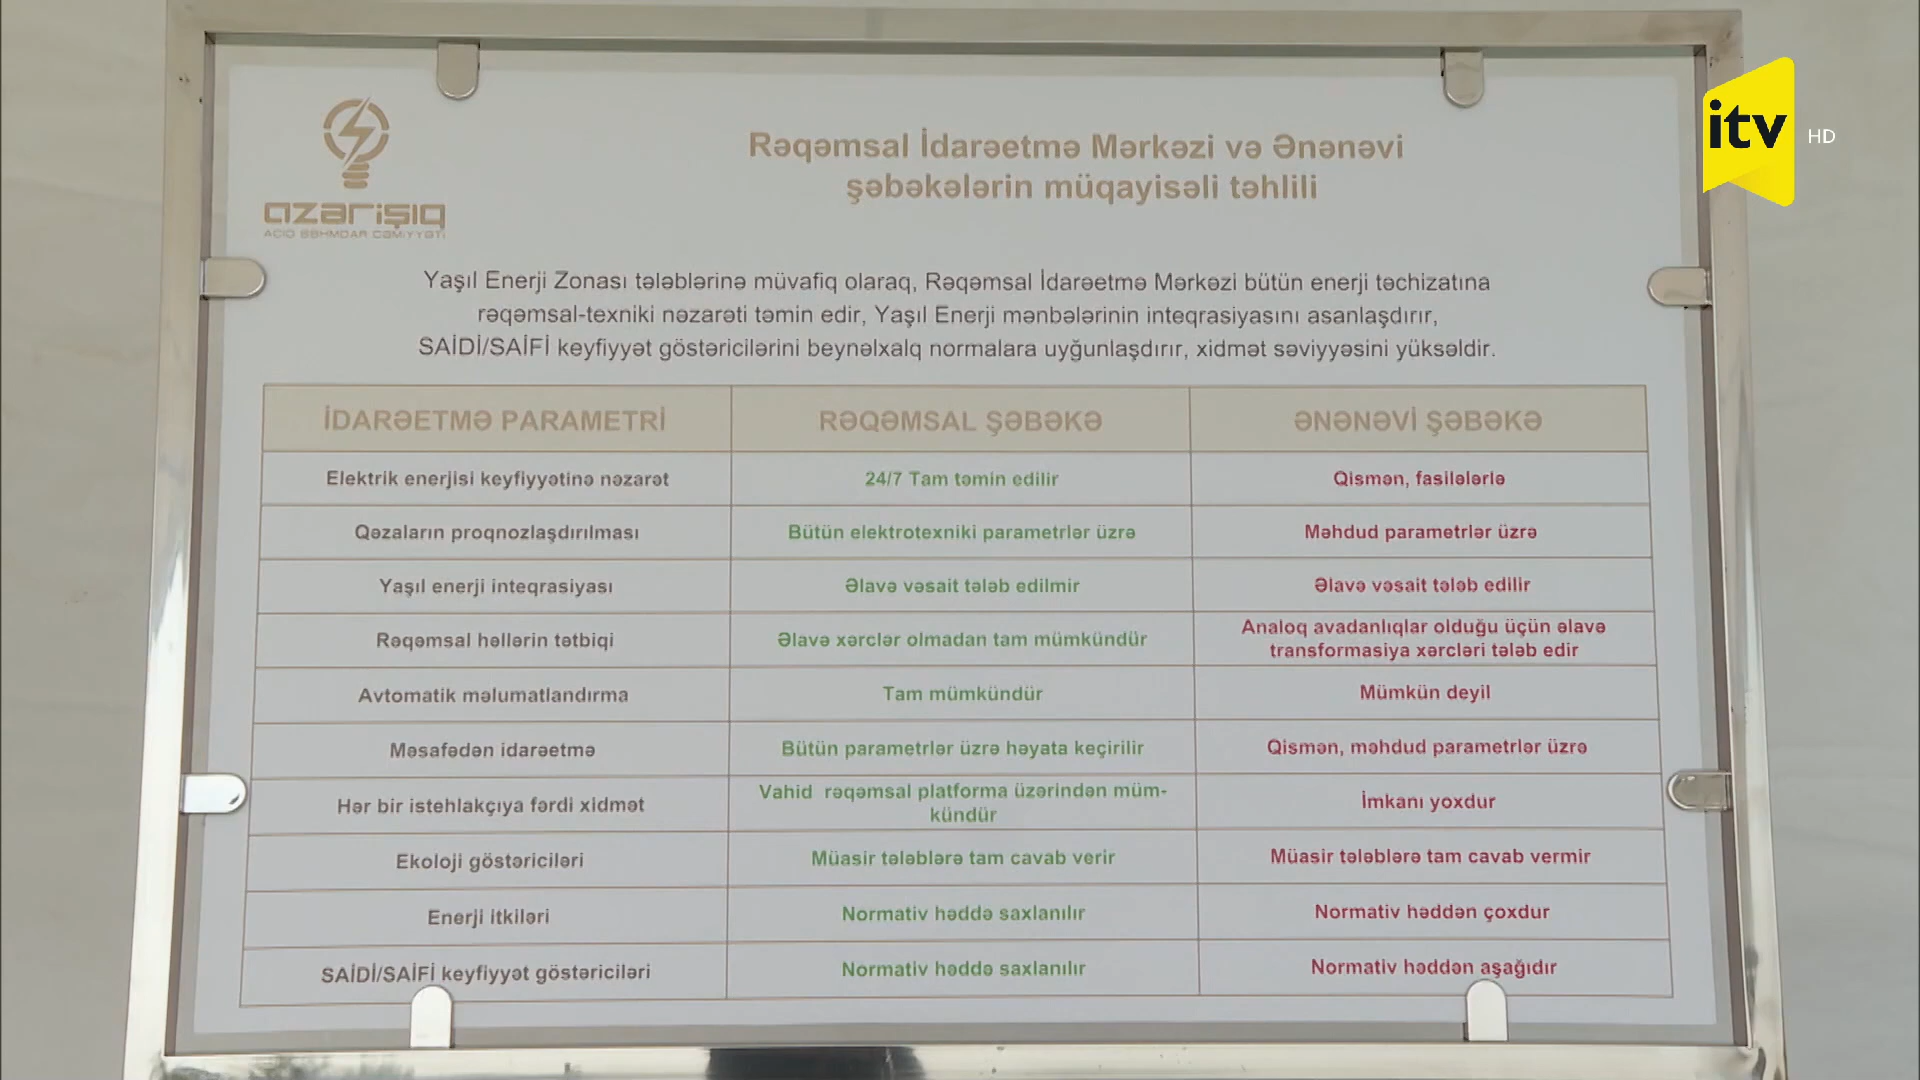 itv HD
azərişıq
AÇIQ SƏHMDAR CƏMİYYƏTİ
Rəqəmsal İdarəetmə Mərkəzi və Ənənəvi
şəbəkələrin müqayisəli təhlili
Yaşıl Enerji Zonası tələblərinə müvafiq olaraq, Rəqəmsal İdarəetmə Mərkəzi bütün enerji təchizatına
rəqəmsal-texniki nəzarəti təmin edir, Yaşıl Enerji mənbələrinin inteqrasiyasını asanlaşdırır,
SAİDİ/SAİFİ keyfiyyət göstəricilərini beynəlxalq normalara uyğunlaşdırır, xidmət səviyyəsini yüksəldir.
İDARƏETMƏ PARAMETRİ RƏQƏMSAL ŞƏBƏKƏ ƏNƏNƏVİ ŞƏBƏKƏ
Elektrik enerjisi keyfiyyətinə nəzarət 24/7 Tam təmin edilir Qismən, fasilələrlə
Qəzaların proqnozlaşdırılması Bütün elektrotexniki parametrlər üzrə Məhdud parametrlər üzrə
Yaşıl enerji inteqrasiyası Əlavə vəsait tələb edilmir Əlavə vəsait tələb edilir
Rəqəmsal həllərin tətbiqi Əlavə xərclər olmadan tam mümkündür Analoq avadanlıqlar olduğu üçün əlavə
transformasiya xərcləri tələb edir
Avtomatik məlumatlandırma Tam mümkündür Mümkün deyil
Məsafədən idarəetmə Bütün parametrlər üzrə həyata keçirilir Qismən, məhdud parametrlər üzrə
Hər bir istehlakçıya fərdi xidmət Vahid rəqəmsal platforma üzərindən müm-
kündür İmkanı yoxdur
Ekoloji göstəriciləri Müasir tələblərə tam cavab verir Müasir tələblərə tam cavab vermir
Enerji itkiləri Normativ həddə saxlanılır Normativ həddən çoxdur
SAİDİ/SAİFİ keyfiyyət göstəriciləri Normativ həddə saxlanılır Normativ həddən aşağıdır